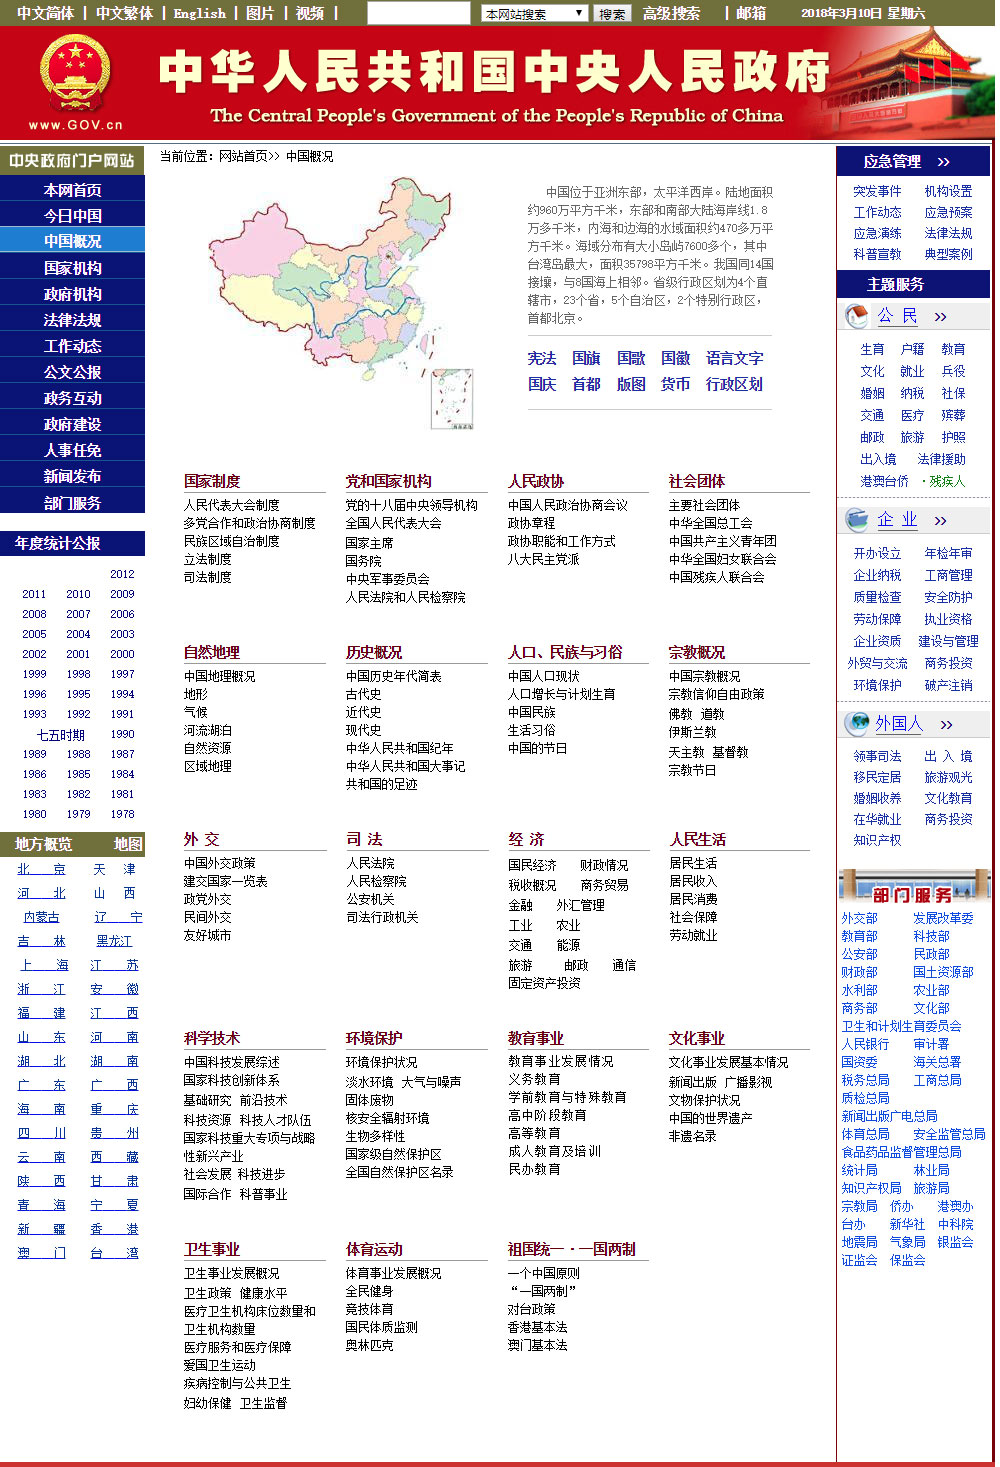 中文简体 | 中文繁体 | English | 图片 | 视频 |
本网站搜索 搜索 高级搜索 | 邮箱 2018年3月10日 星期六
中华人民共和国中央人民政府
www.GOV.cn
The Central People's Government of the People's Republic of China
中央政府门户网站
本网首页
今日中国
中国概况
国家机构
政府机构
法律法规
工作动态
公文公报
政务互动
政府建设
人事任免
新闻发布
部门服务
年度统计公报
2012
2011 2010 2009
2008 2007 2006
2005 2004 2003
2002 2001 2000
1999 1998 1997
1996 1995 1994
1993 1992 1991
七五时期 1990
1989 1988 1987
1986 1985 1984
1983 1982 1981
1980 1979 1978
地方概览 地图
北 京 天 津
河 北 山 西
内蒙古 辽 宁
吉 林 黑龙江
上 海 江 苏
浙 江 安 徽
福 建 江 西
山 东 河 南
湖 北 湖 南
广 东 广 西
海 南 重 庆
四 川 贵 州
云 南 西 藏
陕 西 甘 肃
青 海 宁 夏
新 疆 香 港
澳 门 台 湾
当前位置：网站首页>> 中国概况
中国位于亚洲东部，太平洋西岸。陆地面积
约960万平方千米，东部和南部大陆海岸线1.8
万多千米，内海和边海的水域面积约470多万平
方千米。海域分布有大小岛屿7600多个，其中
台湾岛最大，面积35798平方千米。我国同14国
接壤，与8国海上相邻。省级行政区划为4个直
辖市，23个省，5个自治区，2个特别行政区，
首都北京。
宪法 国旗 国歌 国徽 语言文字
国庆 首都 版图 货币 行政区划
国家制度
人民代表大会制度
多党合作和政治协商制度
民族区域自治制度
立法制度
司法制度
党和国家机构
党的十八届中央领导机构
全国人民代表大会
国家主席
国务院
中央军事委员会
人民法院和人民检察院
人民政协
中国人民政治协商会议
政协章程
政协职能和工作方式
八大民主党派
社会团体
主要社会团体
中华全国总工会
中国共产主义青年团
中华全国妇女联合会
中国残疾人联合会
自然地理
中国地理概况
地形
气候
河流湖泊
自然资源
区域地理
历史概况
中国历史年代简表
古代史
近代史
现代史
中华人民共和国纪年
中华人民共和国大事记
共和国的足迹
人口、民族与习俗
中国人口现状
人口增长与计划生育
中国民族
生活习俗
中国的节日
宗教概况
中国宗教概况
宗教信仰自由政策
佛教 道教
伊斯兰教
天主教 基督教
宗教节日
外 交
中国外交政策
建交国家一览表
政党外交
民间外交
友好城市
司 法
人民法院
人民检察院
公安机关
司法行政机关
经 济
国民经济 财政情况
税收概况 商务贸易
金融 外汇管理
工业 农业
交通 能源
旅游 邮政 通信
固定资产投资
人民生活
居民生活
居民收入
居民消费
社会保障
劳动就业
科学技术
中国科技发展综述
国家科技创新体系
基础研究 前沿技术
科技资源 科技人才队伍
国家科技重大专项与战略
性新兴产业
社会发展 科技进步
国际合作 科普事业
环境保护
环境保护状况
淡水环境 大气与噪声
固体废物
核安全辐射环境
生物多样性
国家级自然保护区
全国自然保护区名录
教育事业
教育事业发展情况
义务教育
学前教育与特殊教育
高中阶段教育
高等教育
成人教育及培训
民办教育
文化事业
文化事业发展基本情况
新闻出版 广播影视
文物保护状况
中国的世界遗产
非遗名录
卫生事业
卫生事业发展概况
卫生政策 健康水平
医疗卫生机构床位数量和
卫生机构数量
医疗服务和医疗保障
爱国卫生运动
疾病控制与公共卫生
妇幼保健 卫生监督
体育运动
体育事业发展概况
全民健身
竞技体育
国民体质监测
奥林匹克
祖国统一·一国两制
一个中国原则
“一国两制”
对台政策
香港基本法
澳门基本法
应急管理 >>
突发事件 机构设置
工作动态 应急预案
应急演练 法律法规
科普宣教 典型案例
主题服务
公 民 >>
生育 户籍 教育
文化 就业 兵役
婚姻 纳税 社保
交通 医疗 殡葬
邮政 旅游 护照
出入境 法律援助
港澳台侨 ·残疾人
企 业 >>
开办设立 年检年审
企业纳税 工商管理
质量检查 安全防护
劳动保障 执业资格
企业资质 建设与管理
外贸与交流 商务投资
环境保护 破产注销
外国人 >>
领事司法 出 入 境
移民定居 旅游观光
婚姻收养 文化教育
在华就业 商务投资
知识产权
部门服务
外交部 发展改革委
教育部 科技部
公安部 民政部
财政部 国土资源部
水利部 农业部
商务部 文化部
卫生和计划生育委员会
人民银行 审计署
国资委 海关总署
税务总局 工商总局
质检总局
新闻出版广电总局
体育总局 安全监管总局
食品药品监督管理总局
统计局 林业局
知识产权局 旅游局
宗教局 侨办 港澳办
台办 新华社 中科院
地震局 气象局 银监会
证监会 保监会